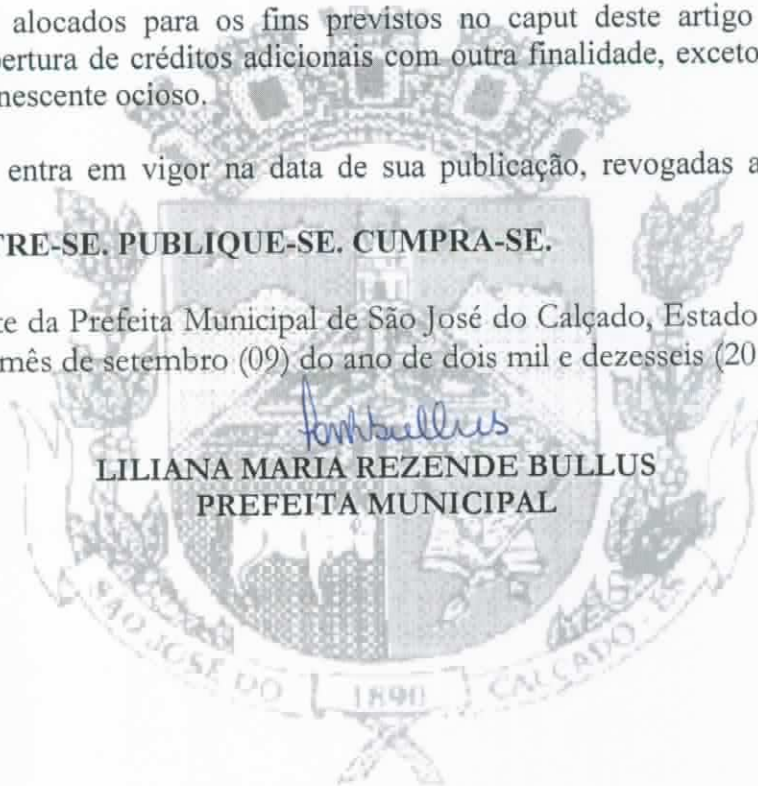 alocados para os fins previstos no caput deste artigo
ertura de créditos adicionais com outra finalidade, exceto
nescente ocioso.
entra em vigor na data de sua publicação, revogadas a
TRE-SE. PUBLIQUE-SE. CUMPRA-SE.
te da Prefeita Municipal de São José do Calçado, Estado
mês de setembro (09) do ano de dois mil e dezesseis (20
LILIANA MARIA REZENDE BULLUS
PREFEITA MUNICIPAL
SÃO JOSÉ DO 1890 CALÇADO - ES